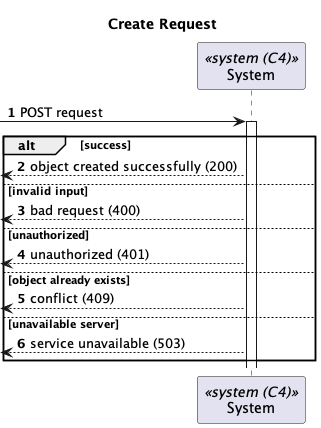 Create Request
«system (C4)»
System
1 POST request
alt [success]
2 object created successfully (200)
[invalid input]
3 bad request (400)
[unauthorized]
4 unauthorized (401)
[object already exists]
5 conflict (409)
[unavailable server]
6 service unavailable (503)
«system (C4)»
System